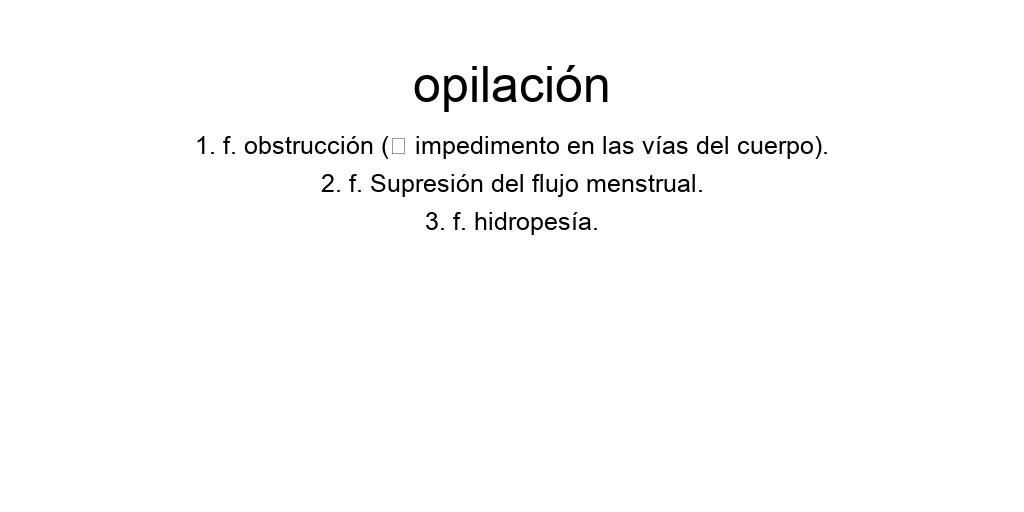 opilación
1. f. obstrucción (□ impedimento en las vías del cuerpo).
2. f. Supresión del flujo menstrual.
3. f. hidropesía.